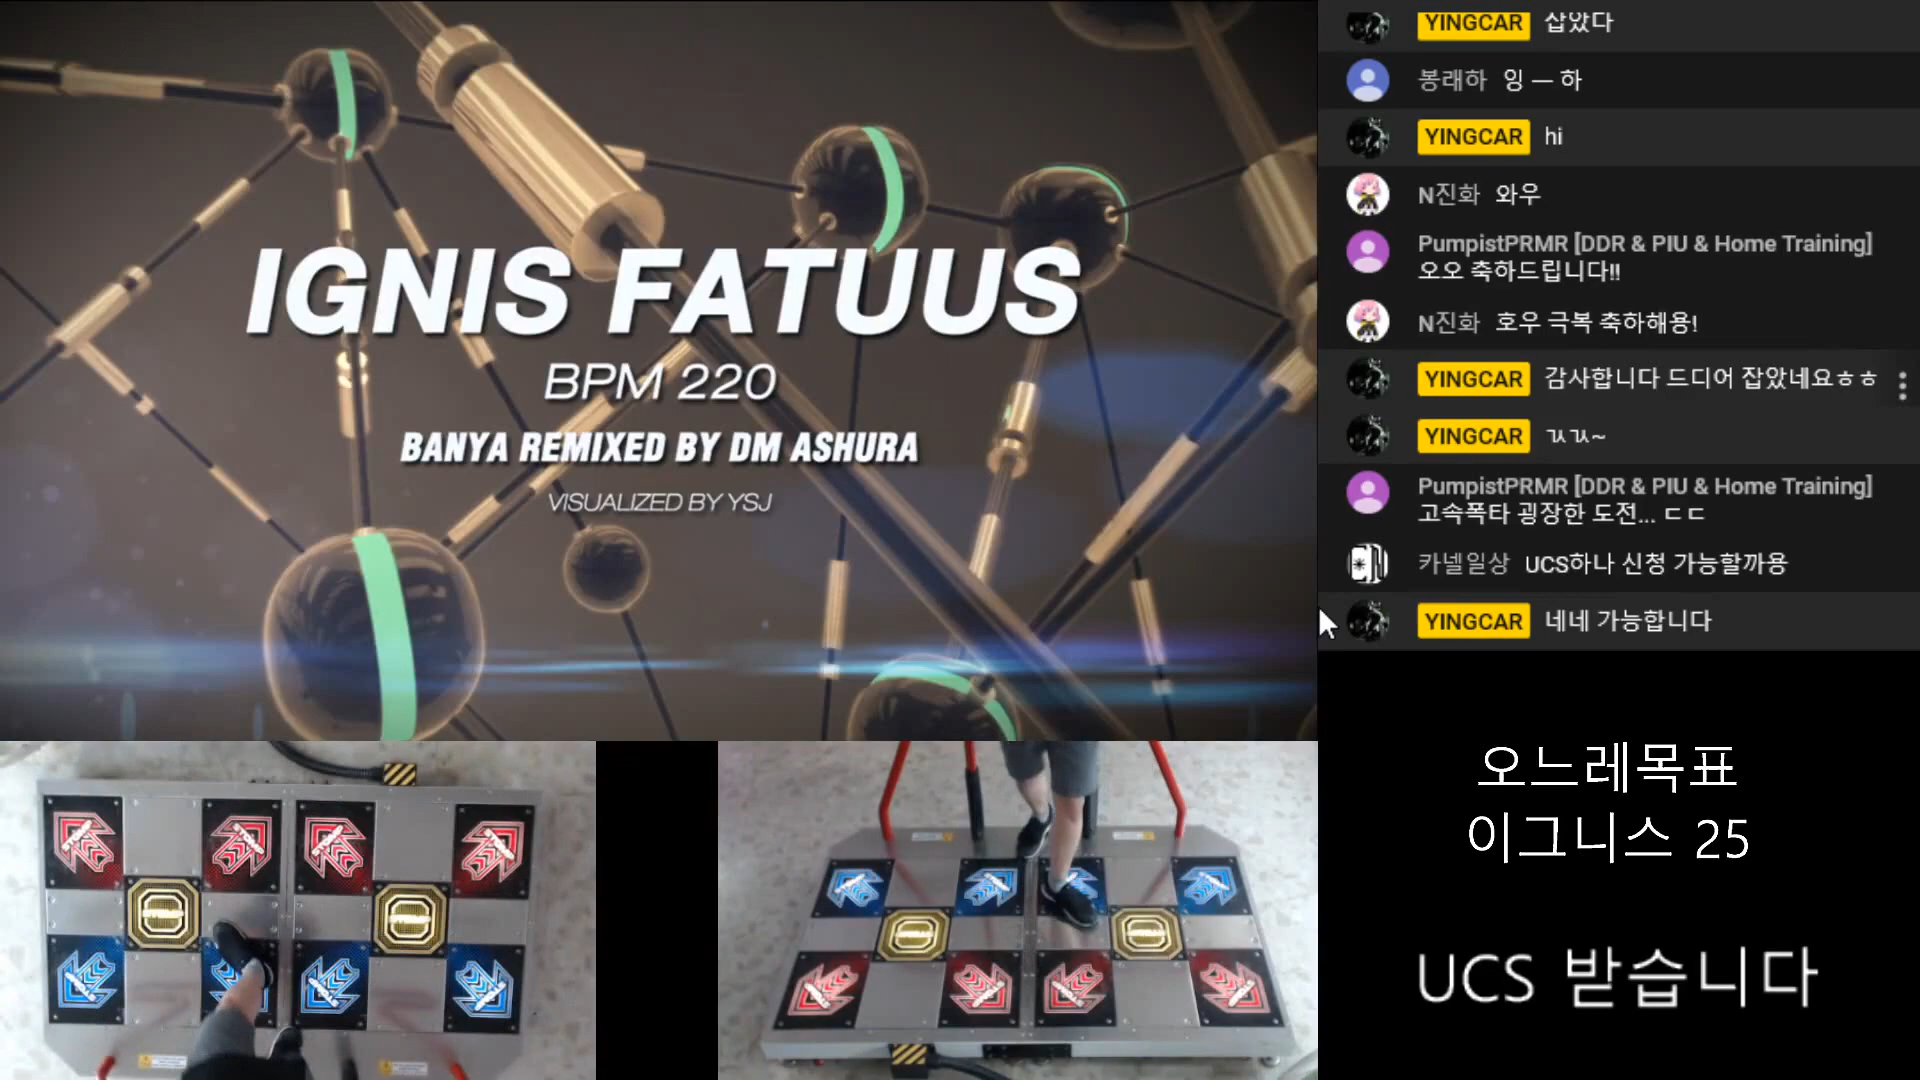 IGNIS FATUUS
BPM 220
BANYA REMIXED BY DM ASHURA
VISUALIZED BY YSJ
YINGCAR 삽았다
봉래하 잉 — 하
YINGCAR hi
N진화 와우
PumpistPRMR [DDR & PIU & Home Training]
오오 축하드립니다!!
N진화 호우 극복 축하해용!
YINGCAR 감사합니다 드디어 잡았네요ㅎㅎ
YINGCAR ㄱㅅㄱㅅ~
PumpistPRMR [DDR & PIU & Home Training]
고속폭타 굉장한 도전... ㄷㄷ
카넬일상 UCS하나 신청 가능할까용
YINGCAR 네네 가능합니다
오느레목표
이그니스 25
UCS 받습니다